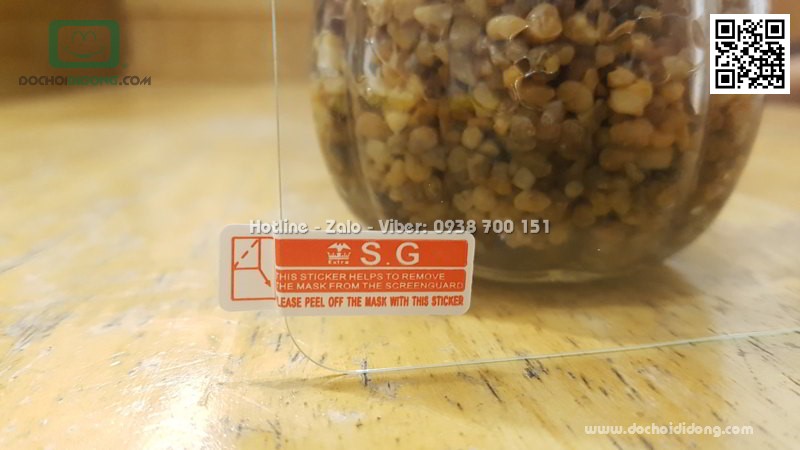 DOCHOIDIDONG.COM
Hotline - Zalo - Viber: 0938 700 151
S.G
THIS STICKER HELPS TO REMOVE
THE MASK FROM THE SCREENGUARD
LEASE PEEL OFF THE MASK WITH THIS STICKER
www.dochoididong.com